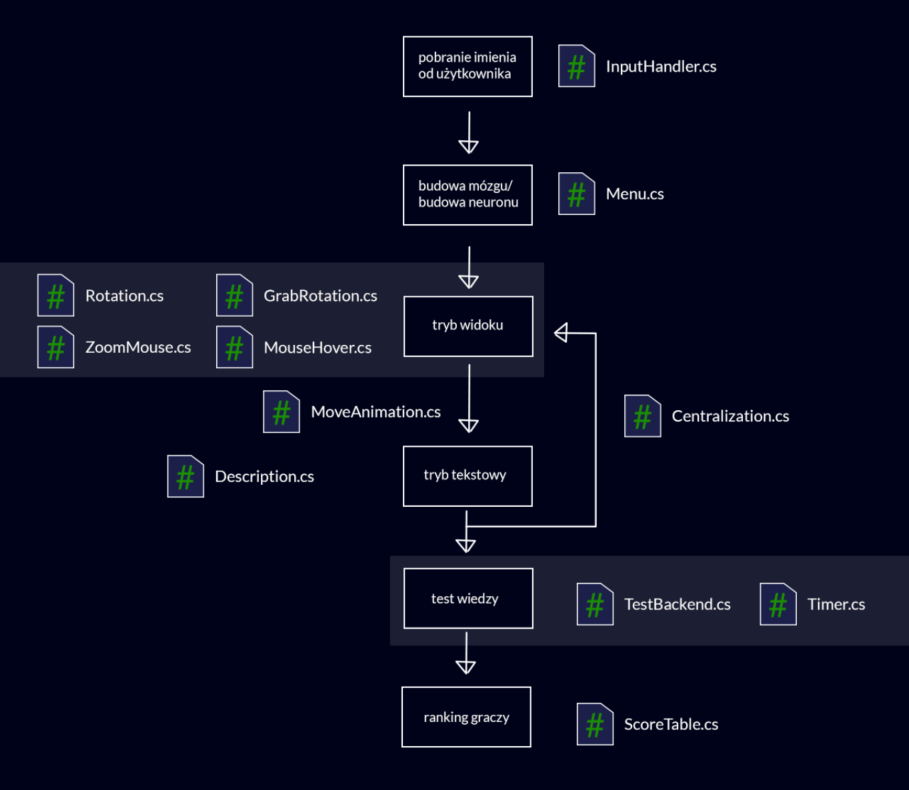 pobranie imienia
od użytkownika
# InputHandler.cs
budowa mózgu/
budowa neuronu
# Menu.cs
# Rotation.cs
# GrabRotation.cs
tryb widoku
# ZoomMouse.cs
# MouseHover.cs
# MoveAnimation.cs
# Centralization.cs
tryb tekstowy
# Description.cs
test wiedzy
# TestBackend.cs
# Timer.cs
ranking graczy
# ScoreTable.cs